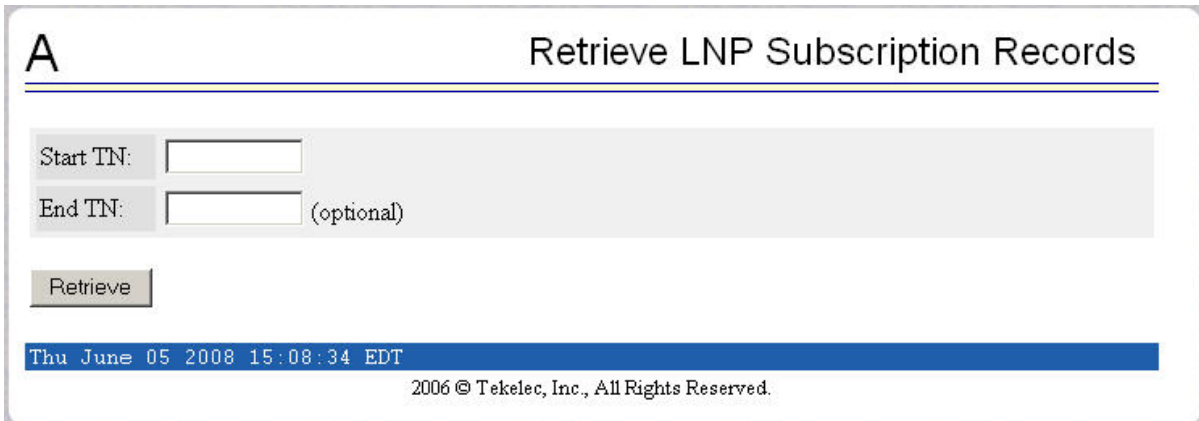 A
Retrieve LNP Subscription Records
Start TN:
End TN:
(optional)
Retrieve
Thu June 05 2008 15:08:34 EDT
2006 © Tekelec, Inc., All Rights Reserved.